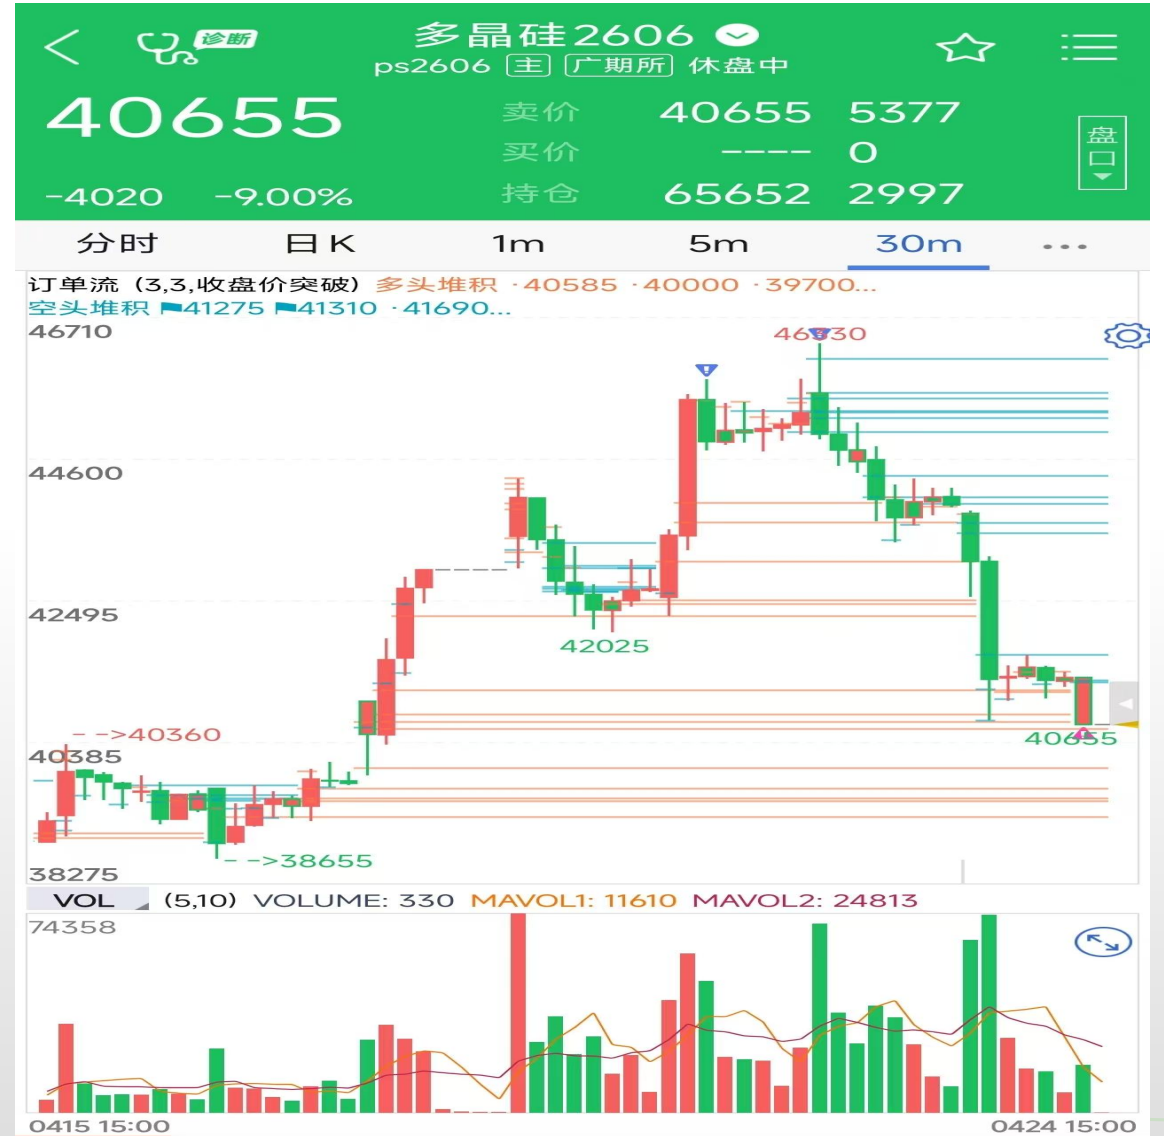 诊断
多晶硅2606
ps2606 主 广期所 休盘中
40655
-4020 -9.00%
卖价 40655 5377
买价 ---- 0
持仓 65652 2997
盘口
分时 日K 1m 5m 30m ...
订单流 (3,3,收盘价突破) 多头堆积 ·40585 ·40000 ·39700...
空头堆积 41275 41310 ·41690...
46710
44600
42495
42025
-->40360
40385
40655
-->38655
38275
VOL (5,10) VOLUME: 330 MAVOL1: 11610 MAVOL2: 24813
74358
0415 15:00 0424 15:00